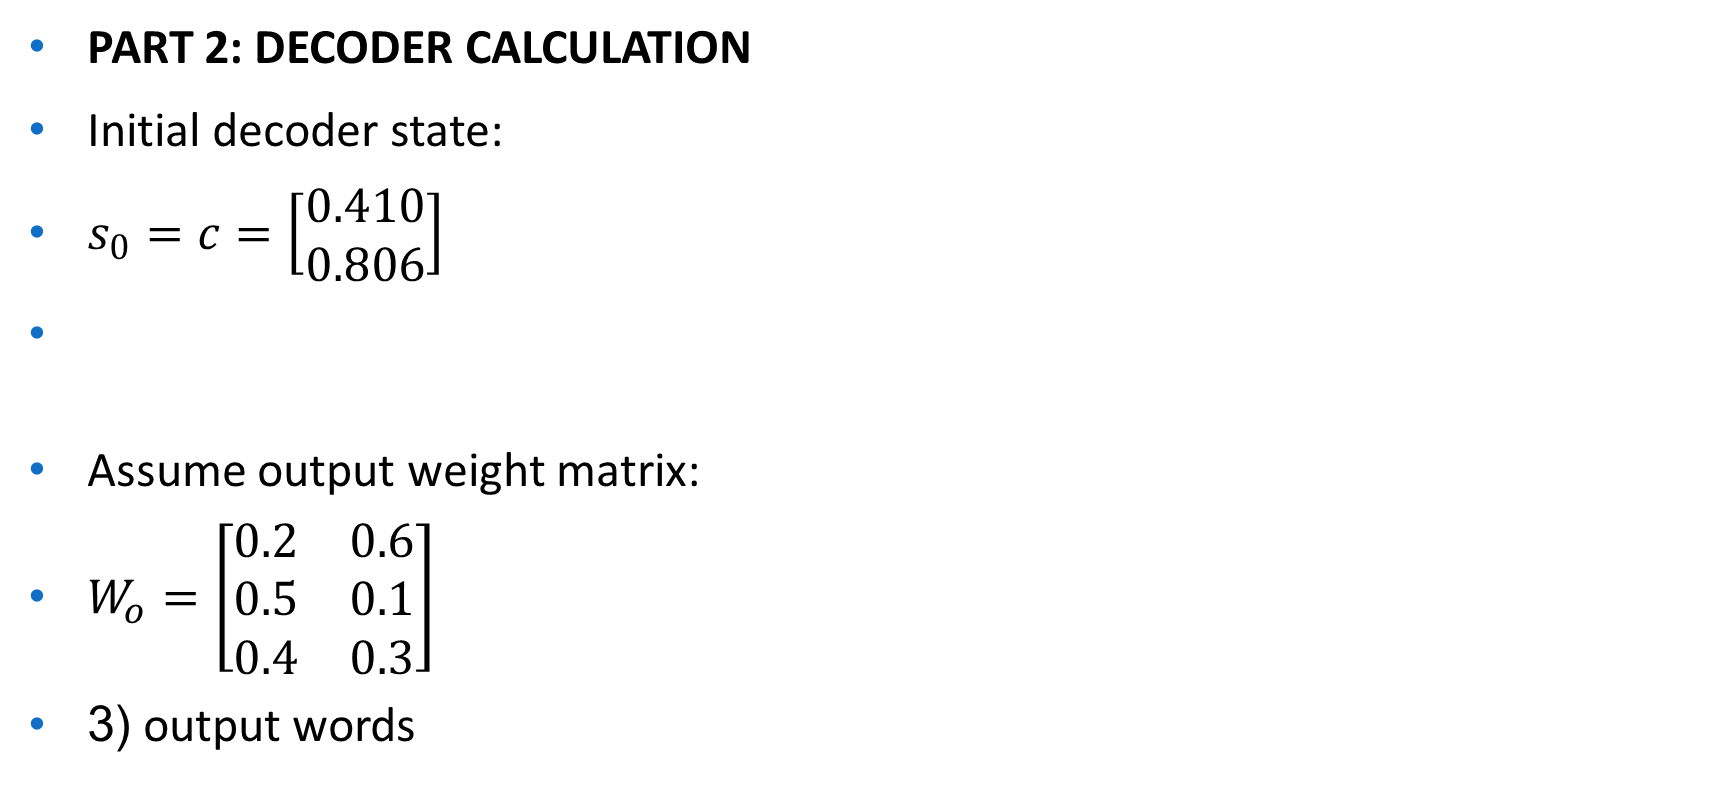 • PART 2: DECODER CALCULATION
• Initial decoder state:
• s₀ = c = [0.410
0.806]
•
• Assume output weight matrix:
• Wₒ = [0.2 0.6
0.5 0.1
0.4 0.3]
• 3) output words